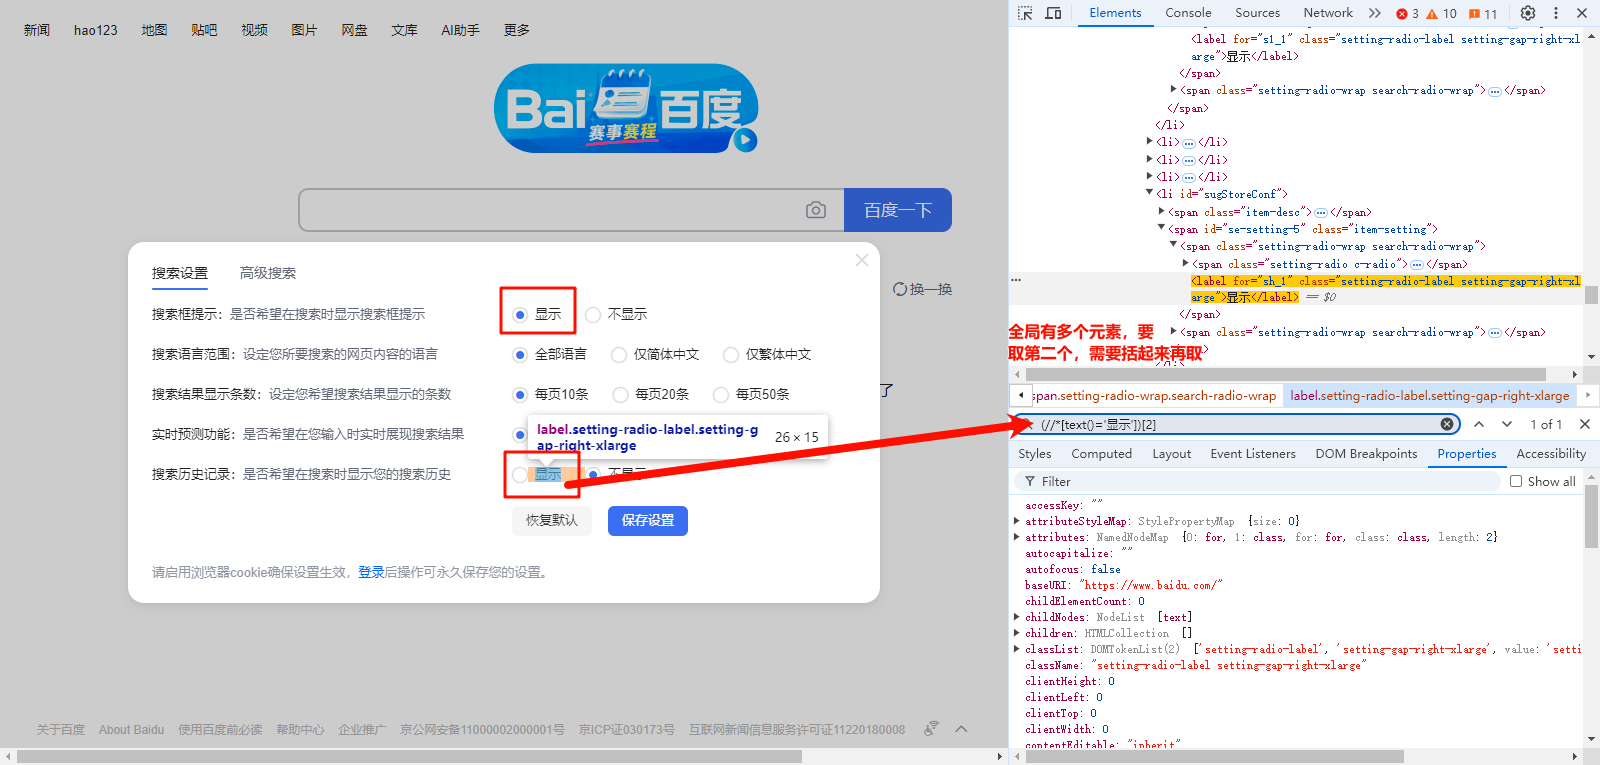 新闻 hao123 地图 贴吧 视频 图片 网盘 文库 AI助手 更多
Bai 百度
赛事赛程
百度一下
换一换
了
搜索设置 高级搜索
搜索框提示：是否希望在搜索时显示搜索框提示 显示 不显示
搜索语言范围：设定您所要搜索的网页内容的语言 全部语言 仅简体中文 仅繁体中文
搜索结果显示条数：设定您希望搜索结果显示的条数 每页10条 每页20条 每页50条
实时预测功能：是否希望在您输入时实时展现搜索结果
label.setting-radio-label.setting-g
ap-right-xlarge
26 × 15
搜索历史记录：是否希望在搜索时显示您的搜索历史 显示 不显示
恢复默认 保存设置
请启用浏览器cookie确保设置生效，登录后操作可永久保存您的设置。
关于百度 About Baidu 使用百度前必读 帮助中心 企业推广 京公网安备11000002000001号 京ICP证030173号 互联网新闻信息服务许可证11220180008
Elements Console Sources Network 3 10 11
<label for="s1_1" class="setting-radio-label setting-gap-right-xl
arge">显示</label>
</span>
<span class="setting-radio-wrap search-radio-wrap">…</span>
</span>
</li>
<li>…</li>
<li>…</li>
<li>…</li>
<li id="sugStoreConf">
<span class="item-desc">…</span>
<span id="se-setting-5" class="item-setting">
<span class="setting-radio-wrap search-radio-wrap">
<span class="setting-radio c-radio">…</span>
<label for="sh_1" class="setting-radio-label setting-gap-right-xl
arge">显示</label> == $0
</span>
<span class="setting-radio-wrap search-radio-wrap">…</span>
全局有多个元素，要
取第二个，需要括起来再取
span.setting-radio-wrap.search-radio-wrap label.setting-radio-label.setting-gap-right-xlarge
(//*[text()='显示'])[2] 1 of 1
Styles Computed Layout Event Listeners DOM Breakpoints Properties Accessibility
Filter Show all
accessKey: ""
attributeStyleMap: StylePropertyMap {size: 0}
attributes: NamedNodeMap {0: for, 1: class, for: for, class: class, length: 2}
autocapitalize: ""
autofocus: false
baseURI: "https://www.baidu.com/"
childElementCount: 0
childNodes: NodeList [text]
children: HTMLCollection []
classList: DOMTokenList(2) ['setting-radio-label', 'setting-gap-right-xlarge', value: 'setti
className: "setting-radio-label setting-gap-right-xlarge"
clientHeight: 0
clientLeft: 0
clientTop: 0
clientWidth: 0
contentEditable: "inherit"